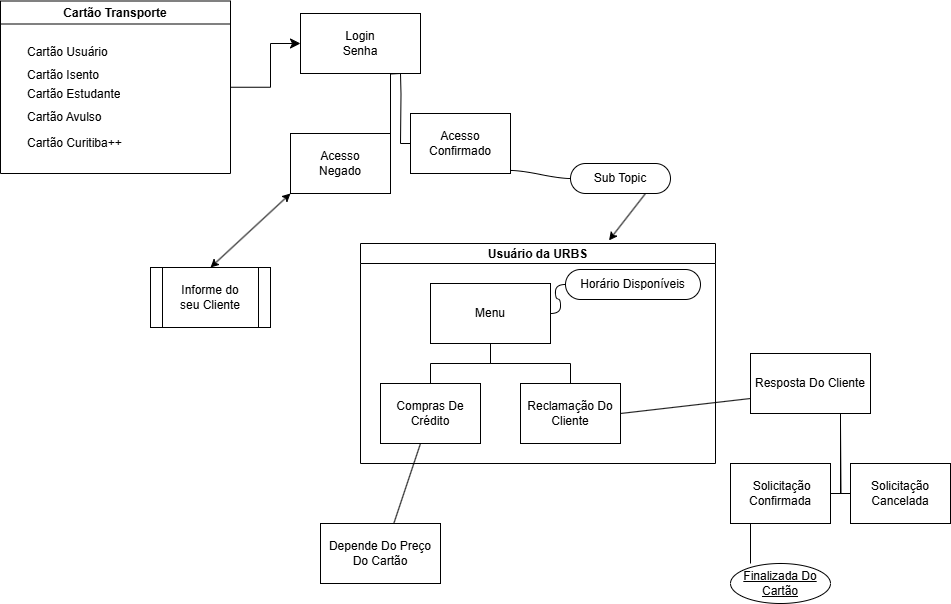 Cartão Transporte
Cartão Usuário
Cartão Isento
Cartão Estudante
Cartão Avulso
Cartão Curitiba++
Login
Senha
Acesso
Confirmado
Acesso
Negado
Sub Topic
Usuário da URBS
Informe do
seu Cliente
Horário Disponíveis
Menu
Compras De
Crédito
Reclamação Do
Cliente
Resposta Do Cliente
Solicitação
Confirmada
Solicitação
Cancelada
Depende Do Preço
Do Cartão
Finalizada Do
Cartão